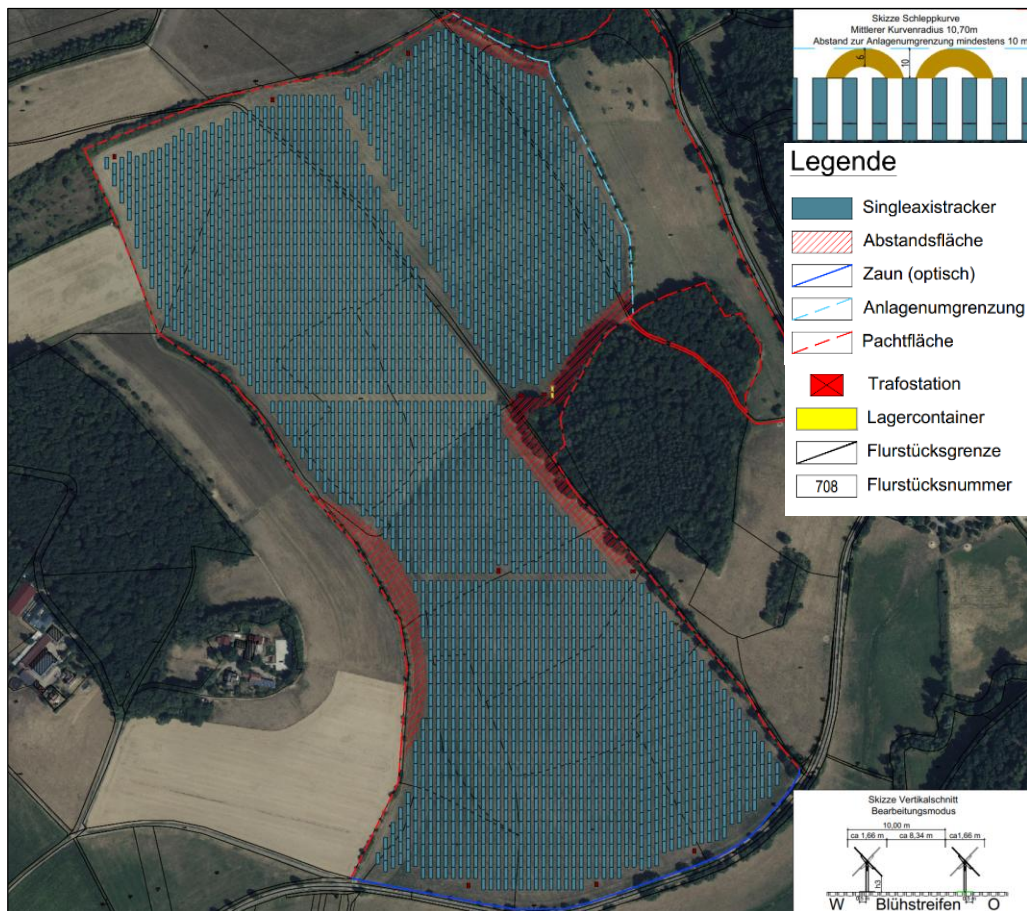 Skizze Schleppkurve
Mittlerer Kurvenradius 10,70m
Abstand zur Anlagenumgrenzung mindestens 10 m
6
10
Legende
Singleaxistracker
Abstandsfläche
Zaun (optisch)
Anlagenumgrenzung
Pachtfläche
Trafostation
Lagercontainer
Flurstücksgrenze
708 Flurstücksnummer
Skizze Vertikalschnitt
Bearbeitungsmodus
10,00 m
ca 1,66 m ca 8,34 m ca1,66 m
h3
W Blühstreifen O